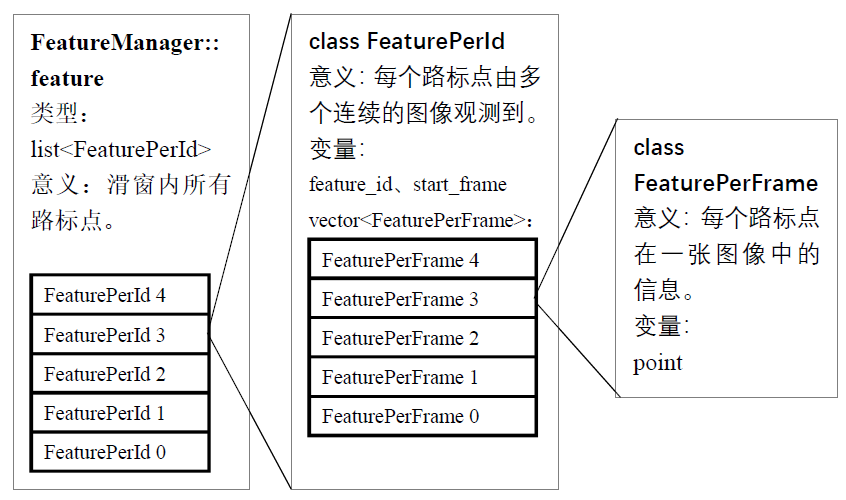 FeatureManager::
feature
类型：
list<FeaturePerId>
意义：滑窗内所有
路标点。
FeaturePerId 4
FeaturePerId 3
FeaturePerId 2
FeaturePerId 1
FeaturePerId 0
class FeaturePerId
意义：每个路标点由多
个连续的图像观测到。
变量：
feature_id、start_frame
vector<FeaturePerFrame>：
FeaturePerFrame 4
FeaturePerFrame 3
FeaturePerFrame 2
FeaturePerFrame 1
FeaturePerFrame 0
class
FeaturePerFrame
意义：每个路标点
在一张图像中的
信息。
变量：
point